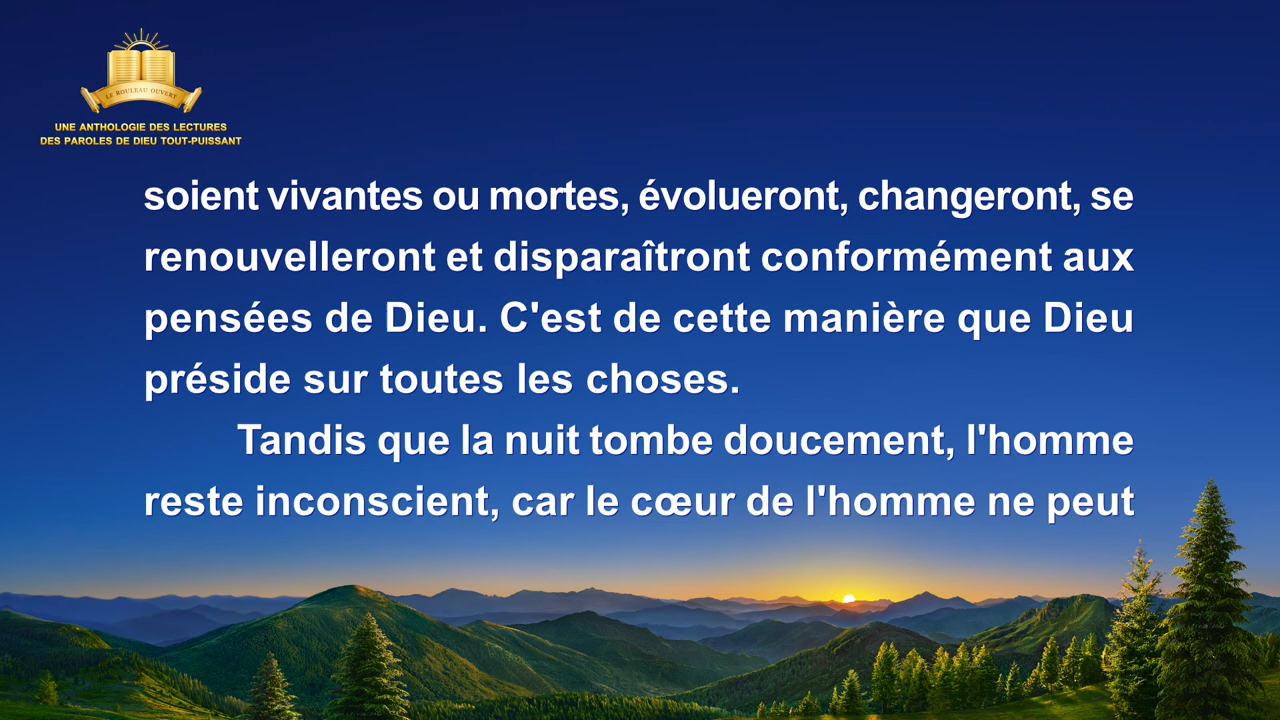 LE ROULEAU OUVERT
UNE ANTHOLOGIE DES LECTURES
DES PAROLES DE DIEU TOUT-PUISSANT
soient vivantes ou mortes, évolueront, changeront, se
renouvelleront et disparaîtront conformément aux
pensées de Dieu. C'est de cette manière que Dieu
préside sur toutes les choses.
Tandis que la nuit tombe doucement, l'homme
reste inconscient, car le cœur de l'homme ne peut